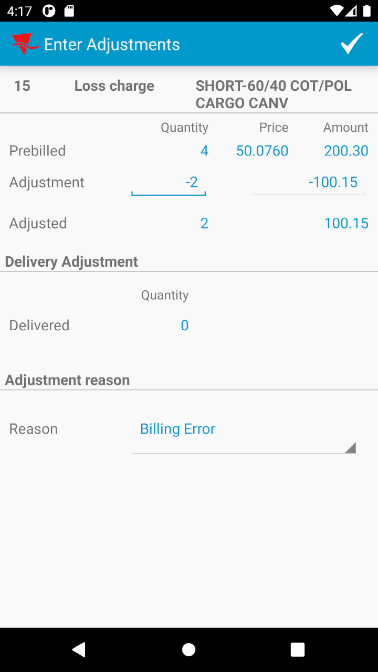 4:17
Enter Adjustments
15 Loss charge SHORT-60/40 COT/POL
CARGO CANV
Quantity Price Amount
Prebilled 4 50.0760 200.30
Adjustment -2 -100.15
Adjusted 2 100.15
Delivery Adjustment
Quantity
Delivered 0
Adjustment reason
Reason Billing Error